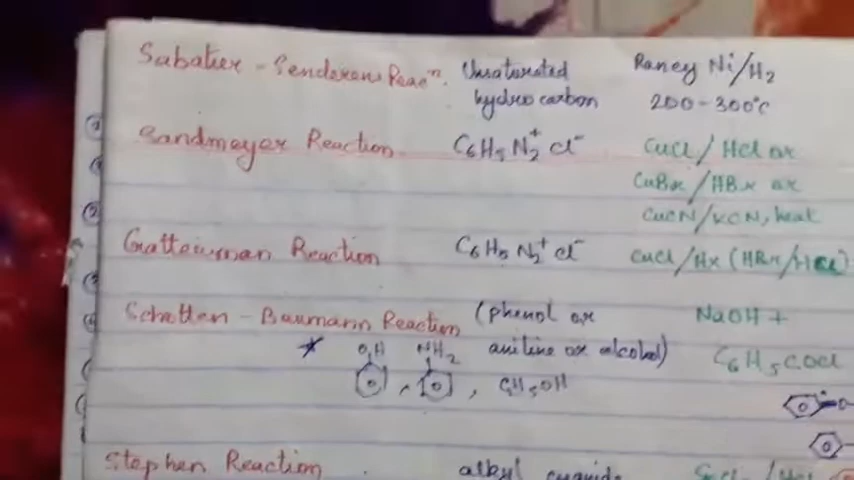 Sabatier - Senderens Reacⁿ. Unsaturated Raney Ni/H₂
hydrocarbon 200-300°C
Sandmeyer Reaction C₆H₅N₂⁺Cl⁻ CuCl/HCl or
CuBr/HBr or
CuCN/KCN, heat
Gatterman Reaction C₆H₅N₂⁺Cl⁻ CuCl/HX (HBr/HCl)
Schotten - Baumann Reaction (phenol or NaOH +
OH NH₂ aniline or alcohol) C₆H₅COCl
, , C₂H₅OH
Stephen Reaction alkyl cyanide